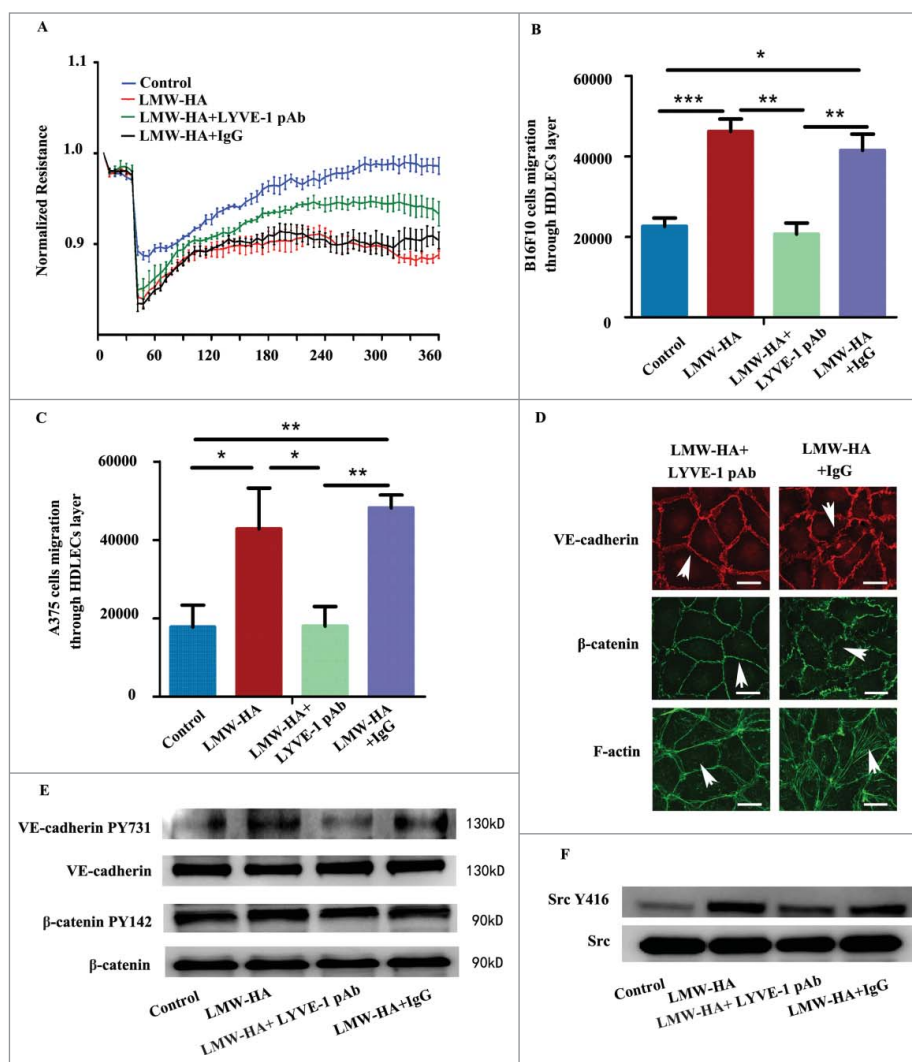 A
1.1
1.0
0.9
0.8
Normalized Resistance
Control
LMW-HA
LMW-HA+LYVE-1 pAb
LMW-HA+IgG
0 60 120 180 240 300 360
B
B16F10 cells migration
through HDLECs layer
60000
40000
20000
0
*
*** **
**
Control
LMW-HA
LMW-HA+
LYVE-1 pAb
LMW-HA
+IgG
C
A375 cells migration
through HDLECs layer
60000
40000
20000
0
**
* *
**
Control
LMW-HA
LMW-HA+
LYVE-1 pAb
LMW-HA
+IgG
D
LMW-HA+
LYVE-1 pAb
LMW-HA
+IgG
VE-cadherin
β-catenin
F-actin
E
VE-cadherin PY731 130kD
VE-cadherin 130kD
β-catenin PY142 90kD
β-catenin 90kD
Control
LMW-HA
LMW-HA+ LYVE-1 pAb
LMW-HA+IgG
F
Src Y416
Src
Control
LMW-HA
LMW-HA+ LYVE-1 pAb
LMW-HA+IgG